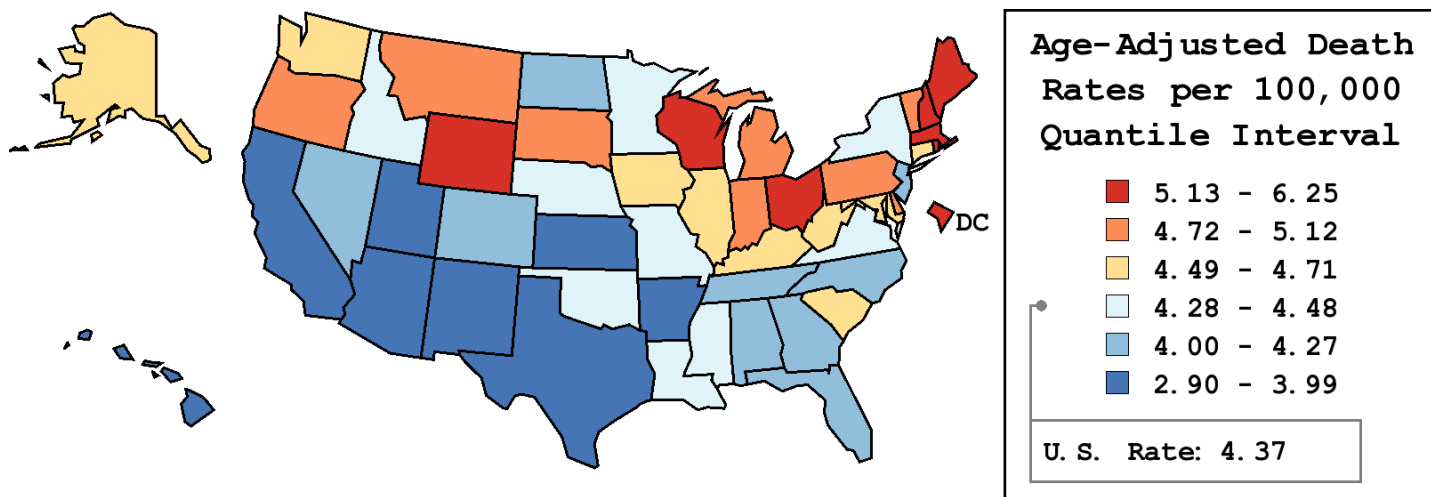 Age-Adjusted Death
Rates per 100,000
Quantile Interval
5.13 - 6.25
4.72 - 5.12
4.49 - 4.71
4.28 - 4.48
4.00 - 4.27
2.90 - 3.99
U.S. Rate: 4.37
DC